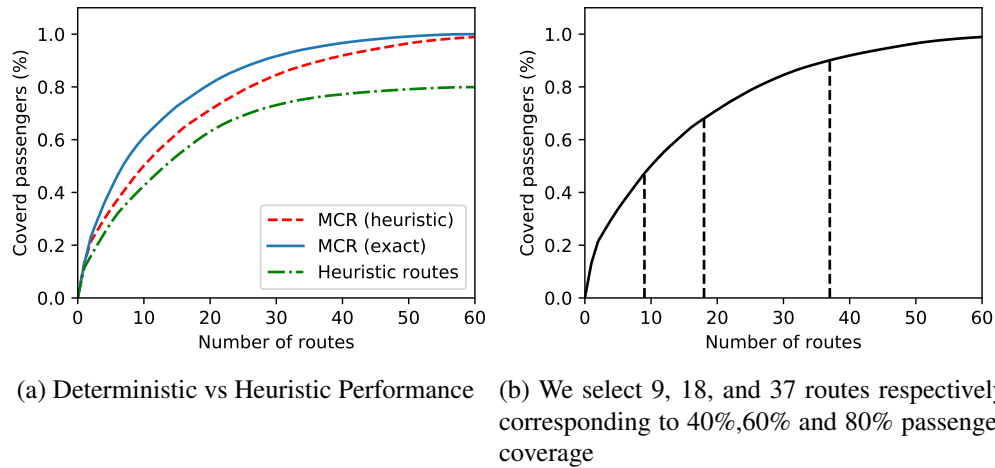 1.0
0.8
0.6
0.4
0.2
0.0
Coverd passengers (%)
MCR (heuristic)
MCR (exact)
Heuristic routes
0 10 20 30 40 50 60
Number of routes
1.0
0.8
0.6
0.4
0.2
0.0
Coverd passengers (%)
0 10 20 30 40 50 60
Number of routes
(a) Deterministic vs Heuristic Performance
(b) We select 9, 18, and 37 routes respectively
corresponding to 40%,60% and 80% passenge
coverage